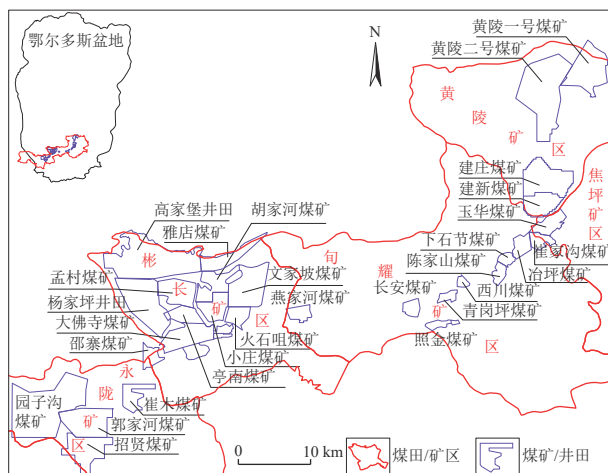 鄂尔多斯盆地
N
黄陵一号煤矿
黄陵二号煤矿
黄
陵
矿
区
建庄煤矿
建新煤矿
玉华煤矿
焦
坪
矿
区
高家堡井田
胡家河煤矿
雅店煤矿
彬
长
矿
区
旬
耀
矿
区
下石节煤矿
陈家山煤矿
崔家沟煤矿
冶坪煤矿
西川煤矿
长安煤矿
青岗坪煤矿
照金煤矿
孟村煤矿
文家坡煤矿
杨家坪井田
燕家河煤矿
大佛寺煤矿
火石咀煤矿
邵寨煤矿
小庄煤矿
亭南煤矿
永
陇
矿
区
园子沟
煤矿
崔木煤矿
郭家河煤矿
招贤煤矿
0
10 km
煤田/矿区
煤矿/井田